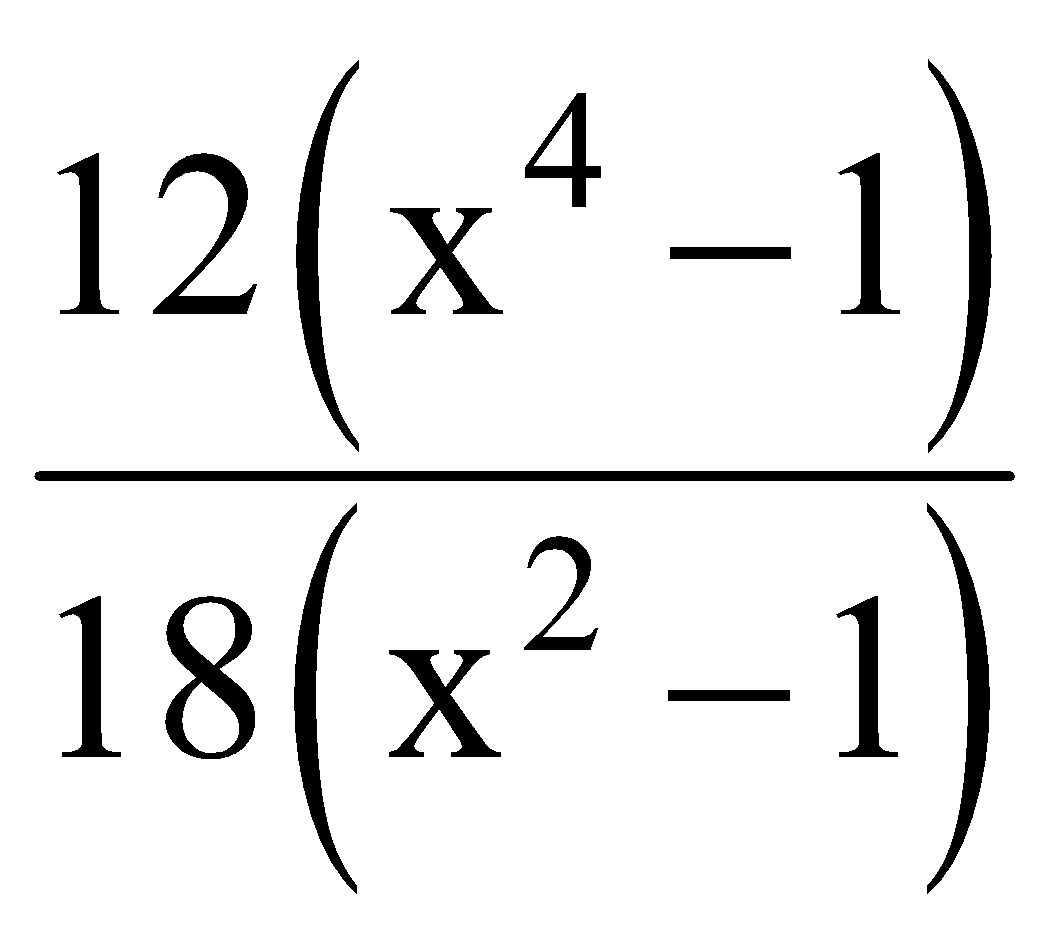 12(x⁴ − 1)
18(x² − 1)